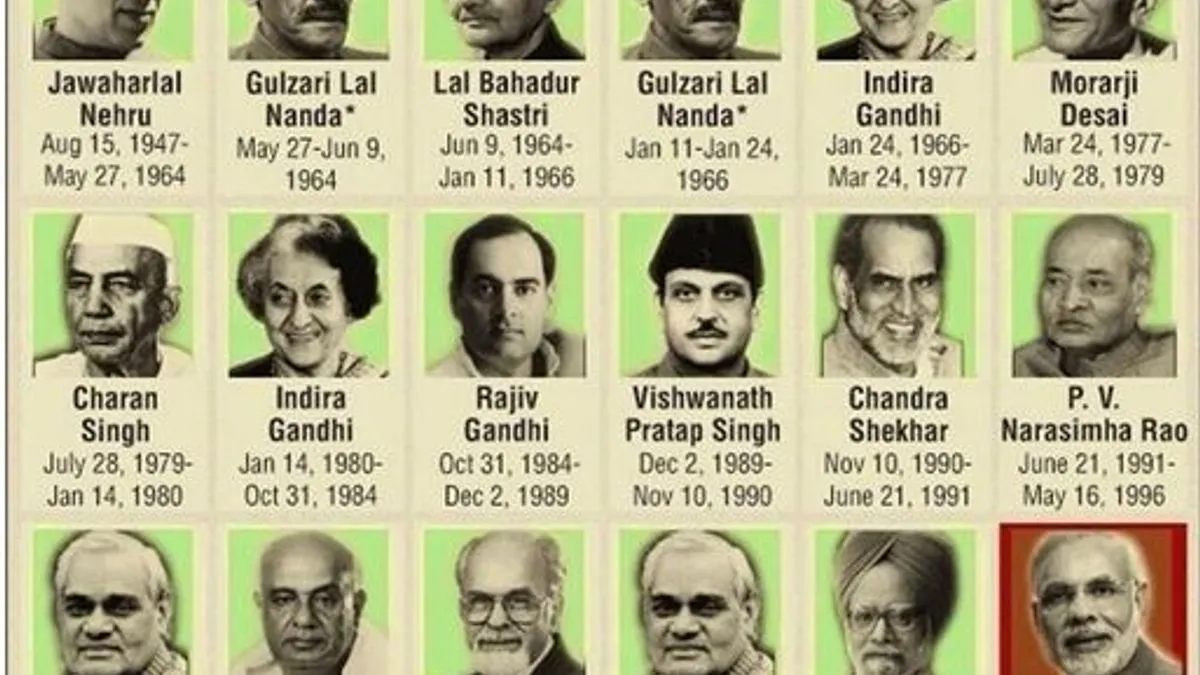 Jawaharlal
Nehru
Aug 15, 1947-
May 27, 1964
Gulzari Lal
Nanda*
May 27-Jun 9,
1964
Lal Bahadur
Shastri
Jun 9, 1964-
Jan 11, 1966
Gulzari Lal
Nanda*
Jan 11-Jan 24,
1966
Indira
Gandhi
Jan 24, 1966-
Mar 24, 1977
Morarji
Desai
Mar 24, 1977-
July 28, 1979
Charan
Singh
July 28, 1979-
Jan 14, 1980
Indira
Gandhi
Jan 14, 1980-
Oct 31, 1984
Rajiv
Gandhi
Oct 31, 1984-
Dec 2, 1989
Vishwanath
Pratap Singh
Dec 2, 1989-
Nov 10, 1990
Chandra
Shekhar
Nov 10, 1990-
June 21, 1991
P. V.
Narasimha Rao
June 21, 1991-
May 16, 1996